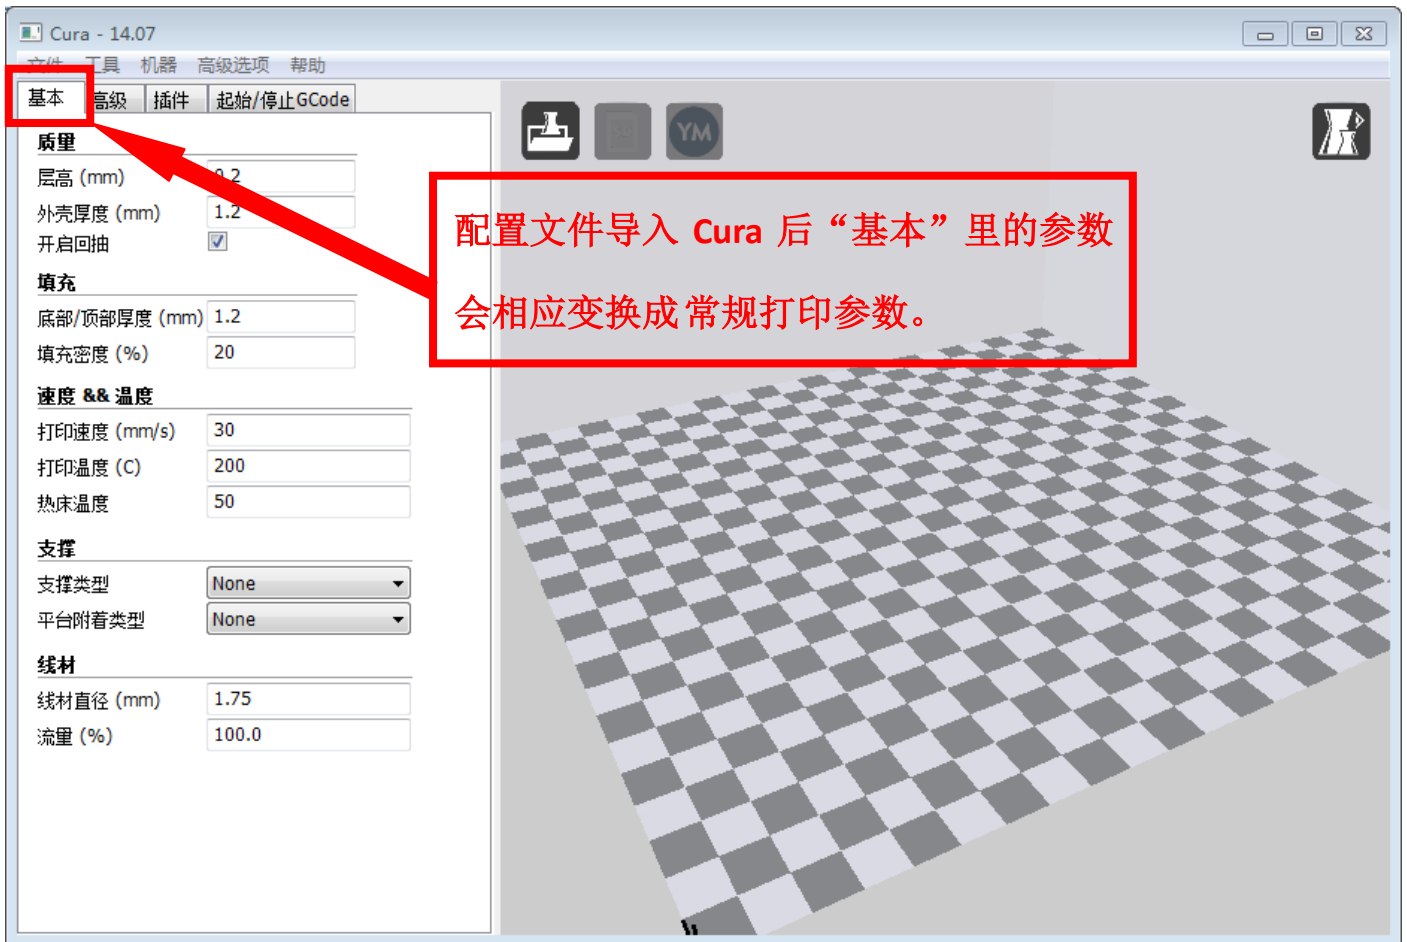 Cura - 14.07
文件 工具 机器 高级选项 帮助
基本 高级 插件 起始/停止GCode
质量
层高 (mm) 0.2
外壳厚度 (mm) 1.2
开启回抽
填充
底部/顶部厚度 (mm) 1.2
填充密度 (%) 20
速度 && 温度
打印速度 (mm/s) 30
打印温度 (C) 200
热床温度 50
支撑
支撑类型 None
平台附着类型 None
线材
线材直径 (mm) 1.75
流量 (%) 100.0
YM
配置文件导入 Cura 后“基本”里的参数
会相应变换成常规打印参数。